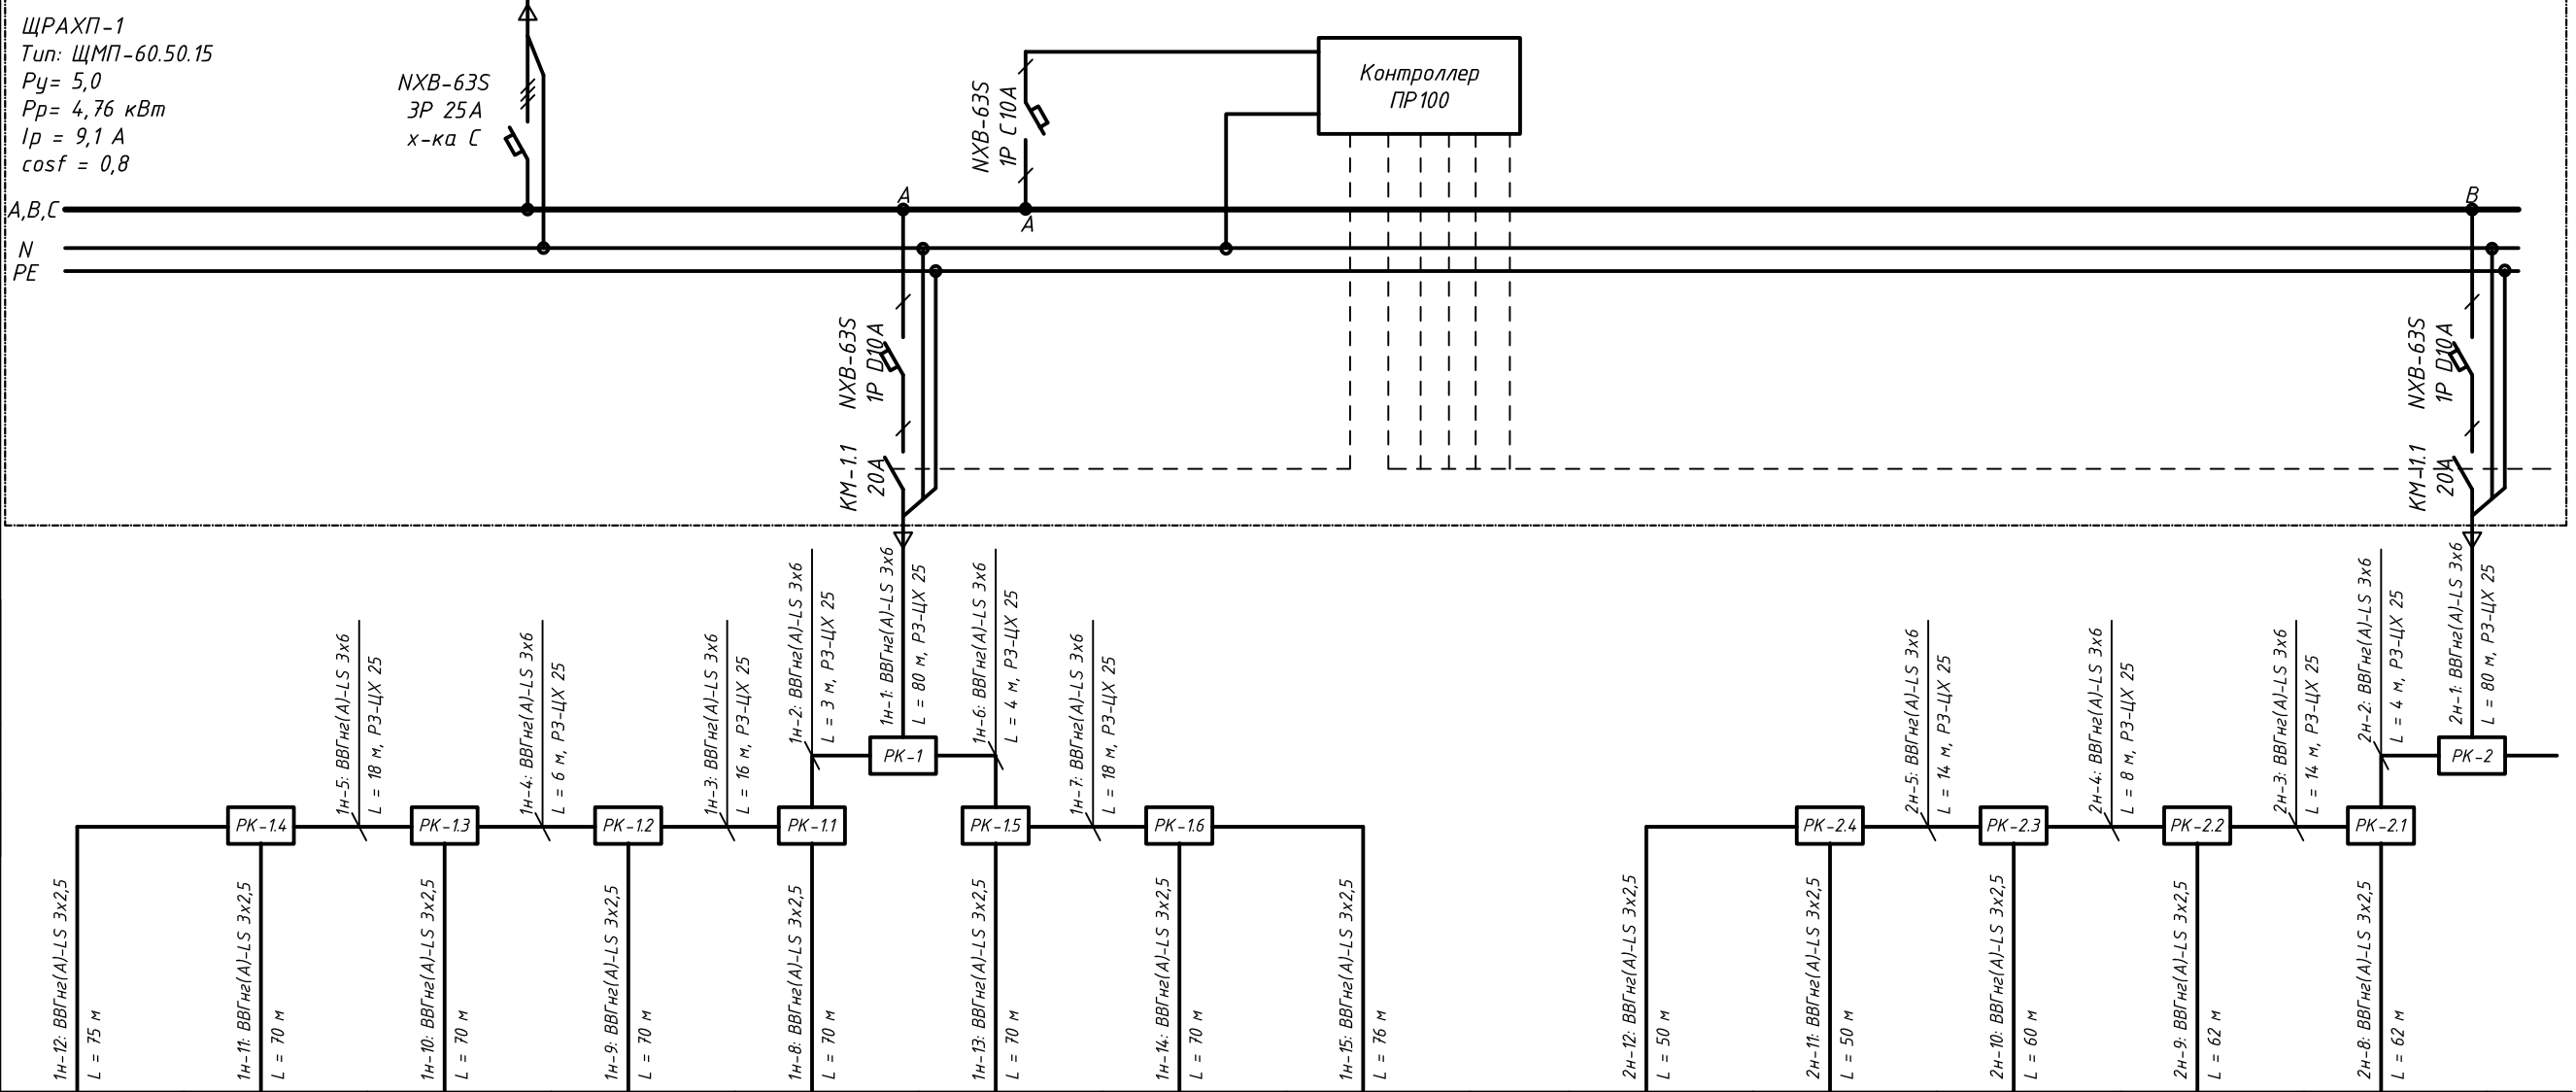 ЩРАХП-1
Тип: ЩМП-60.50.15
Ру= 5,0
Рр= 4,76 кВт
Iр = 9,1 А
cosf = 0,8
NXB-63S
3P 25А
х-ка С
NXB-63S
1P С10А
Контроллер
ПР100
А,В,С
А
А
В
N
PE
NXB-63S
1P D10А
КМ-1.1
20А
NXB-63S
1P D10А
КМ-1.1
20А
1н-5: ВВГнг(А)-LS 3х6
L = 18 м, РЗ-ЦХ 25
1н-4: ВВГнг(А)-LS 3х6
L = 6 м, РЗ-ЦХ 25
1н-3: ВВГнг(А)-LS 3х6
L = 16 м, РЗ-ЦХ 25
1н-2: ВВГнг(А)-LS 3х6
L = 3 м, РЗ-ЦХ 25
1н-1: ВВГнг(А)-LS 3х6
L = 80 м, РЗ-ЦХ 25
1н-6: ВВГнг(А)-LS 3х6
L = 4 м, РЗ-ЦХ 25
1н-7: ВВГнг(А)-LS 3х6
L = 18 м, РЗ-ЦХ 25
2н-5: ВВГнг(А)-LS 3х6
L = 14 м, РЗ-ЦХ 25
2н-4: ВВГнг(А)-LS 3х6
L = 8 м, РЗ-ЦХ 25
2н-3: ВВГнг(А)-LS 3х6
L = 14 м, РЗ-ЦХ 25
2н-2: ВВГнг(А)-LS 3х6
L = 4 м, РЗ-ЦХ 25
2н-1: ВВГнг(А)-LS 3х6
L = 80 м, РЗ-ЦХ 25
РК-1
РК-2
РК-1.4
РК-1.3
РК-1.2
РК-1.1
РК-1.5
РК-1.6
РК-2.4
РК-2.3
РК-2.2
РК-2.1
1н-12: ВВГнг(А)-LS 3х2,5
L = 75 м
1н-11: ВВГнг(А)-LS 3х2,5
L = 70 м
1н-10: ВВГнг(А)-LS 3х2,5
L = 70 м
1н-9: ВВГнг(А)-LS 3х2,5
L = 70 м
1н-8: ВВГнг(А)-LS 3х2,5
L = 70 м
1н-13: ВВГнг(А)-LS 3х2,5
L = 70 м
1н-14: ВВГнг(А)-LS 3х2,5
L = 70 м
1н-15: ВВГнг(А)-LS 3х2,5
L = 76 м
2н-12: ВВГнг(А)-LS 3х2,5
L = 50 м
2н-11: ВВГнг(А)-LS 3х2,5
L = 50 м
2н-10: ВВГнг(А)-LS 3х2,5
L = 60 м
2н-9: ВВГнг(А)-LS 3х2,5
L = 62 м
2н-8: ВВГнг(А)-LS 3х2,5
L = 62 м